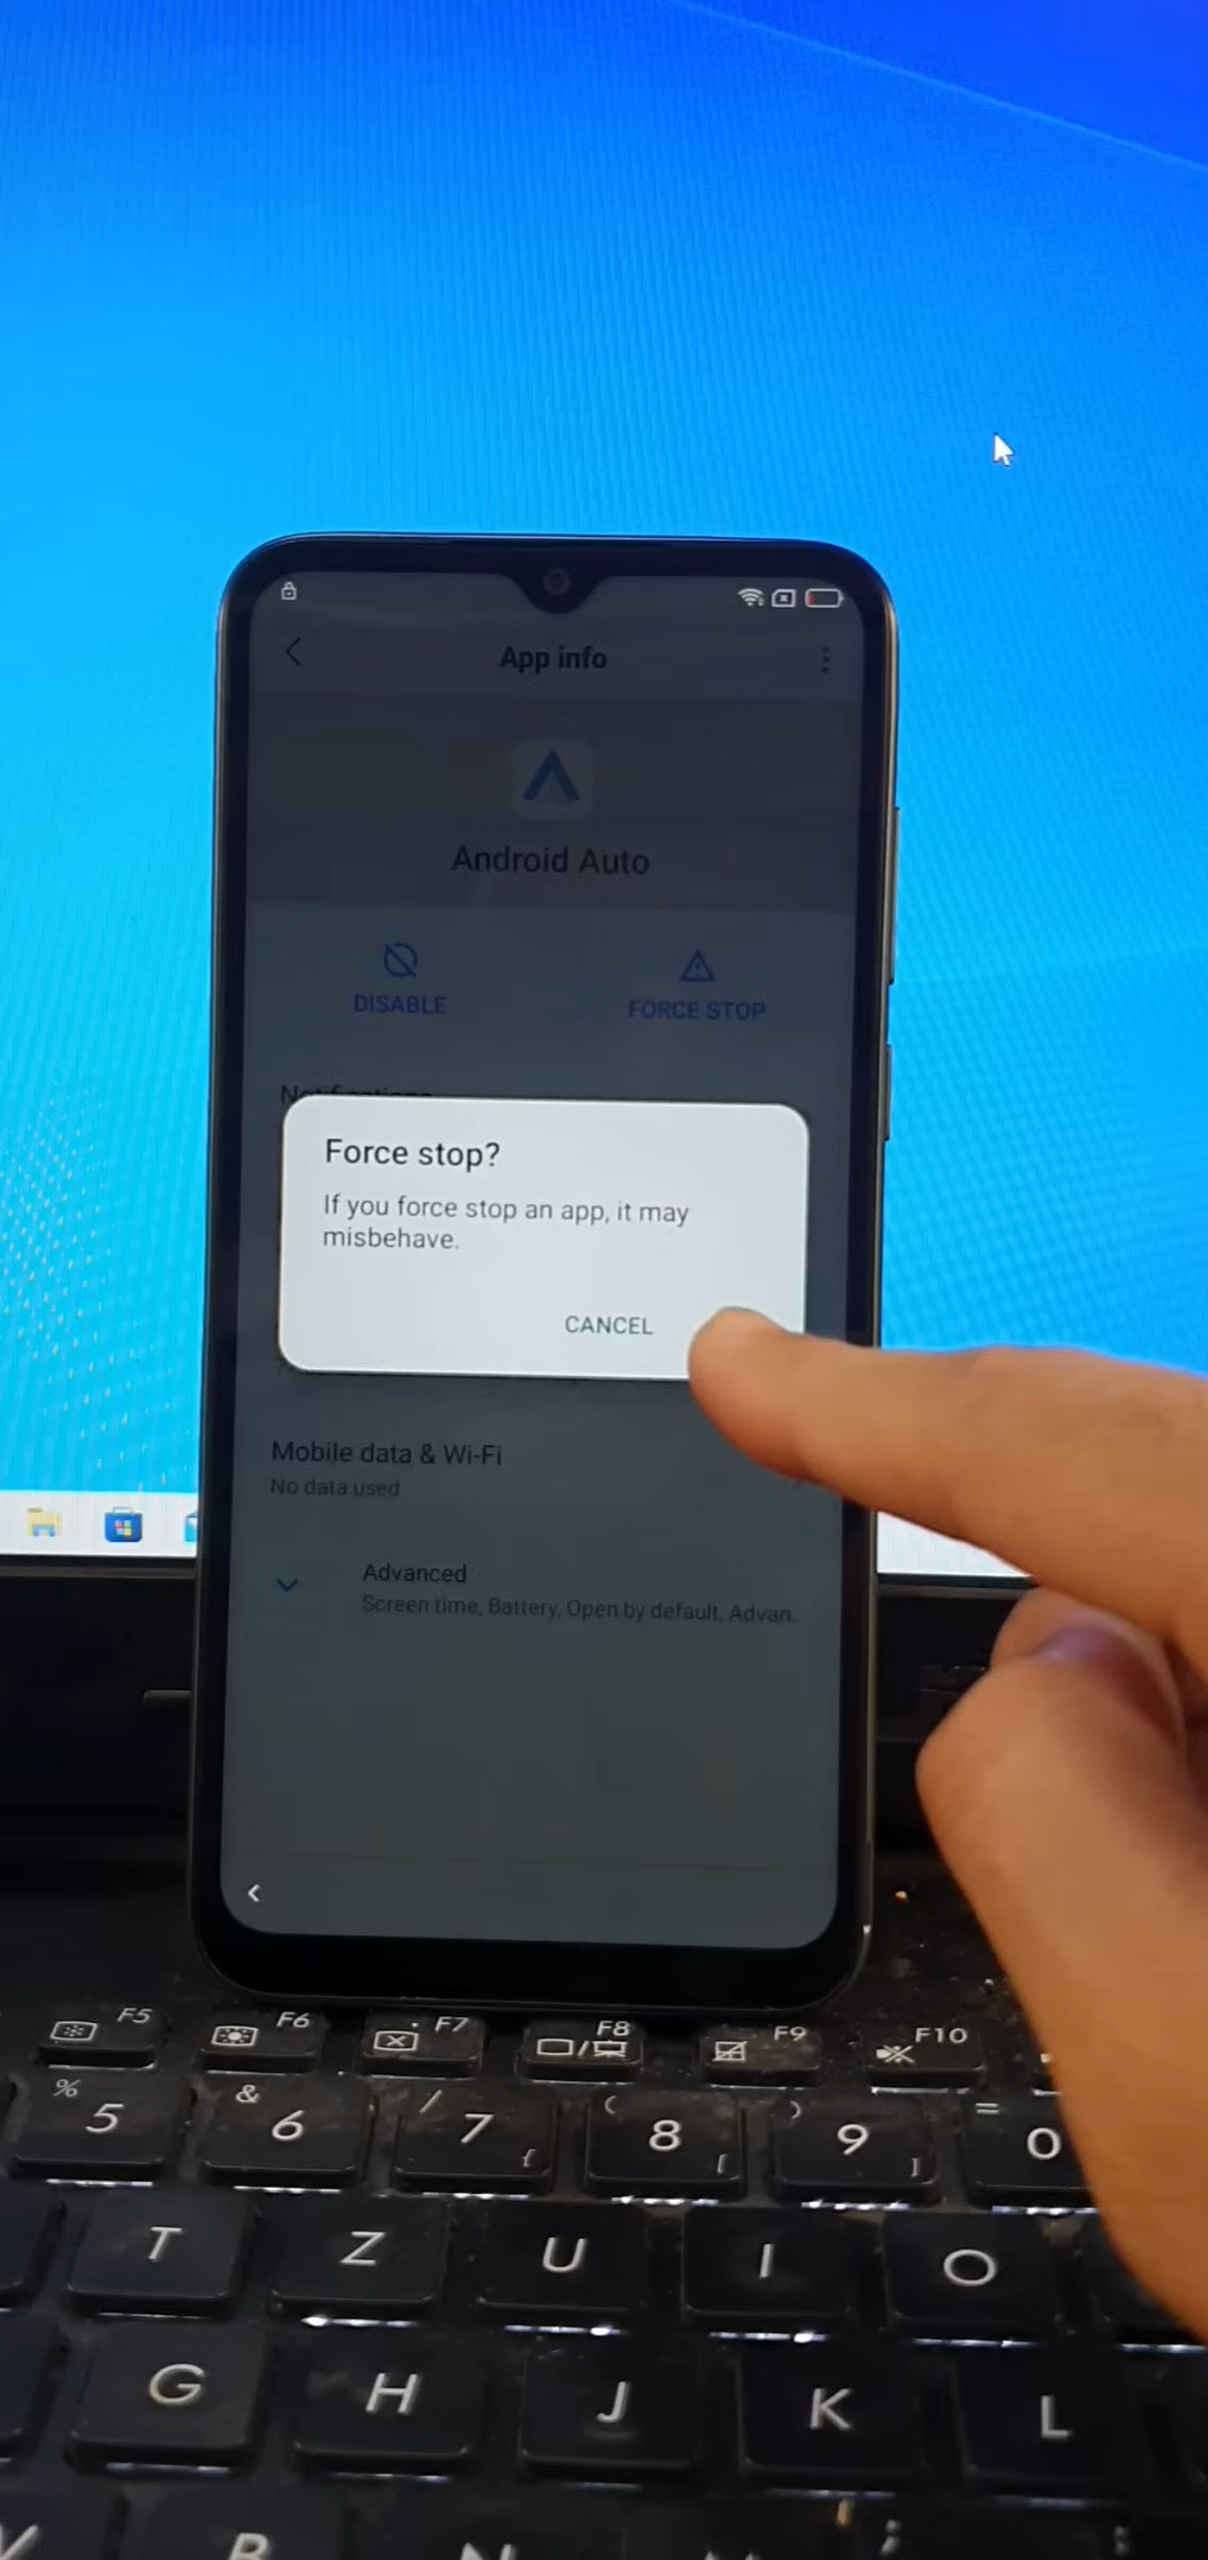 App info
Android Auto
DISABLE
FORCE STOP
Notifications
Force stop?
If you force stop an app, it may
misbehave.
CANCEL
Mobile data & Wi-Fi
No data used
Advanced
Screen time, Battery, Open by default, Advan..
F5 F6 F7 F8 F9 F10
% 5 & 6 / 7 { ( 8 [ ) 9 ] = 0
T Z U I O
G H J K L
V B N M ; :